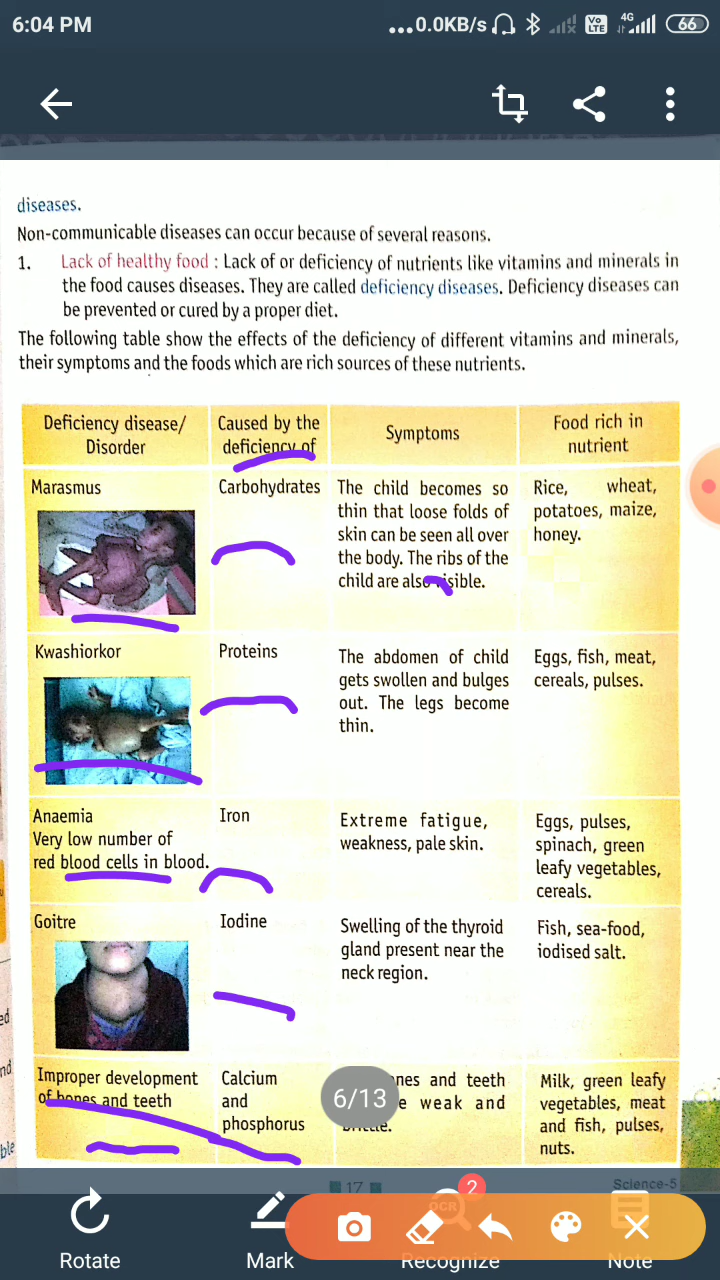 6:04 PM
...0.0KB/s
Vo
LTE
4G
66
diseases.
Non-communicable diseases can occur because of several reasons.
1. Lack of healthy food : Lack of or deficiency of nutrients like vitamins and minerals in
the food causes diseases. They are called deficiency diseases. Deficiency diseases can
be prevented or cured by a proper diet.
The following table show the effects of the deficiency of different vitamins and minerals,
their symptoms and the foods which are rich sources of these nutrients.
Deficiency disease/
Disorder
Caused by the
deficiency of
Symptoms
Food rich in
nutrient
Marasmus
Carbohydrates
The child becomes so
thin that loose folds of
skin can be seen all over
the body. The ribs of the
child are also visible.
Rice, wheat,
potatoes, maize,
honey.
Kwashiorkor
Proteins
The abdomen of child
gets swollen and bulges
out. The legs become
thin.
Eggs, fish, meat,
cereals, pulses.
Anaemia
Very low number of
red blood cells in blood.
Iron
Extreme fatigue,
weakness, pale skin.
Eggs, pulses,
spinach, green
leafy vegetables,
cereals.
Goitre
Iodine
Swelling of the thyroid
gland present near the
neck region.
Fish, sea-food,
iodised salt.
Improper development
of bones and teeth
Calcium
and
phosphorus
and teeth
weak and
Milk, green leafy
vegetables, meat
and fish, pulses,
nuts.
6/13
17
Science-5
2
OCR
Rotate
Mark
Recognize
Note